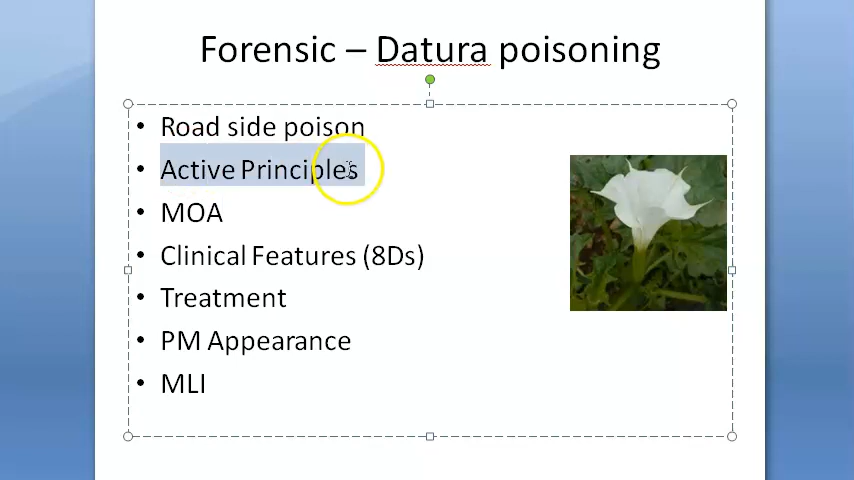 Forensic – Datura poisoning
• Road side poison
• Active Principles
• MOA
• Clinical Features (8Ds)
• Treatment
• PM Appearance
• MLI